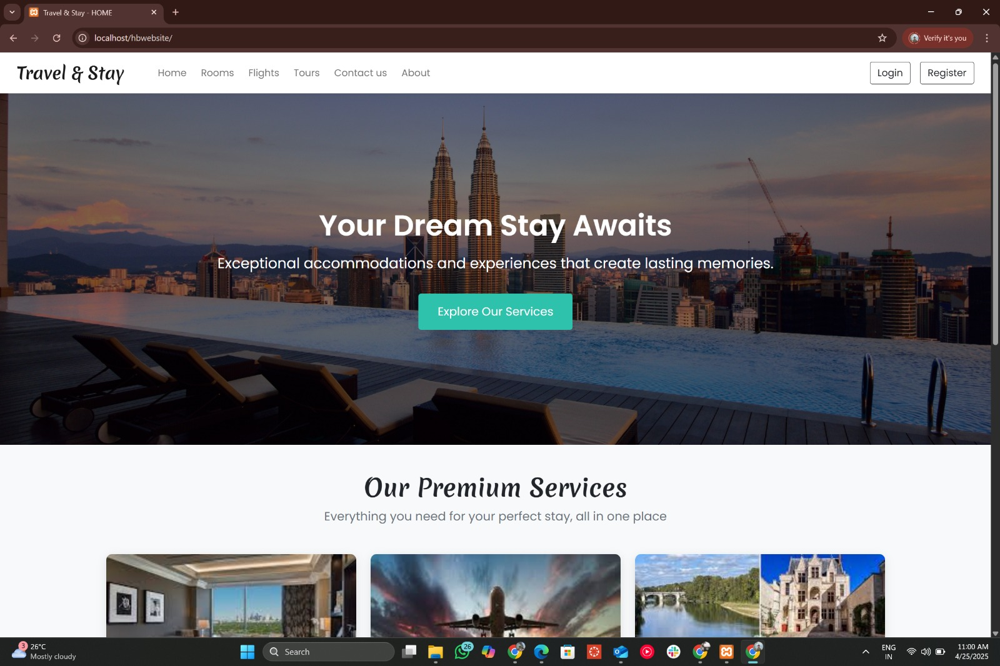 Travel & Stay - HOME
localhost/hbwebsite/
Verify it's you
Travel & Stay
Home Rooms Flights Tours Contact us About
Login Register
Your Dream Stay Awaits
Exceptional accommodations and experiences that create lasting memories.
Explore Our Services
Our Premium Services
Everything you need for your perfect stay, all in one place
3
26°C
Mostly cloudy
Search
26
ENG
IN
11:00 AM
4/25/2025